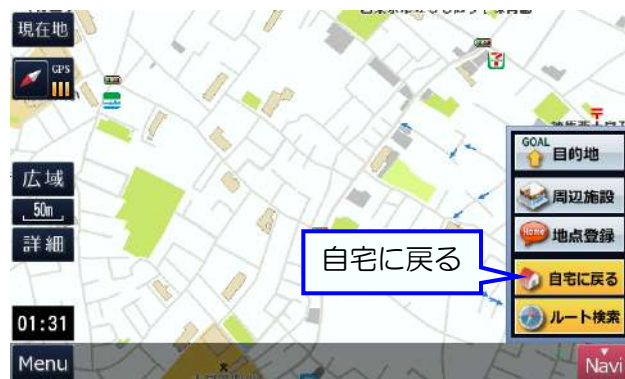 現在地
GPS
広域
50m
詳細
01:31
Menu
GOAL
目的地
周辺施設
Home
地点登録
自宅に戻る
自宅に戻る
ルート検索
Navi